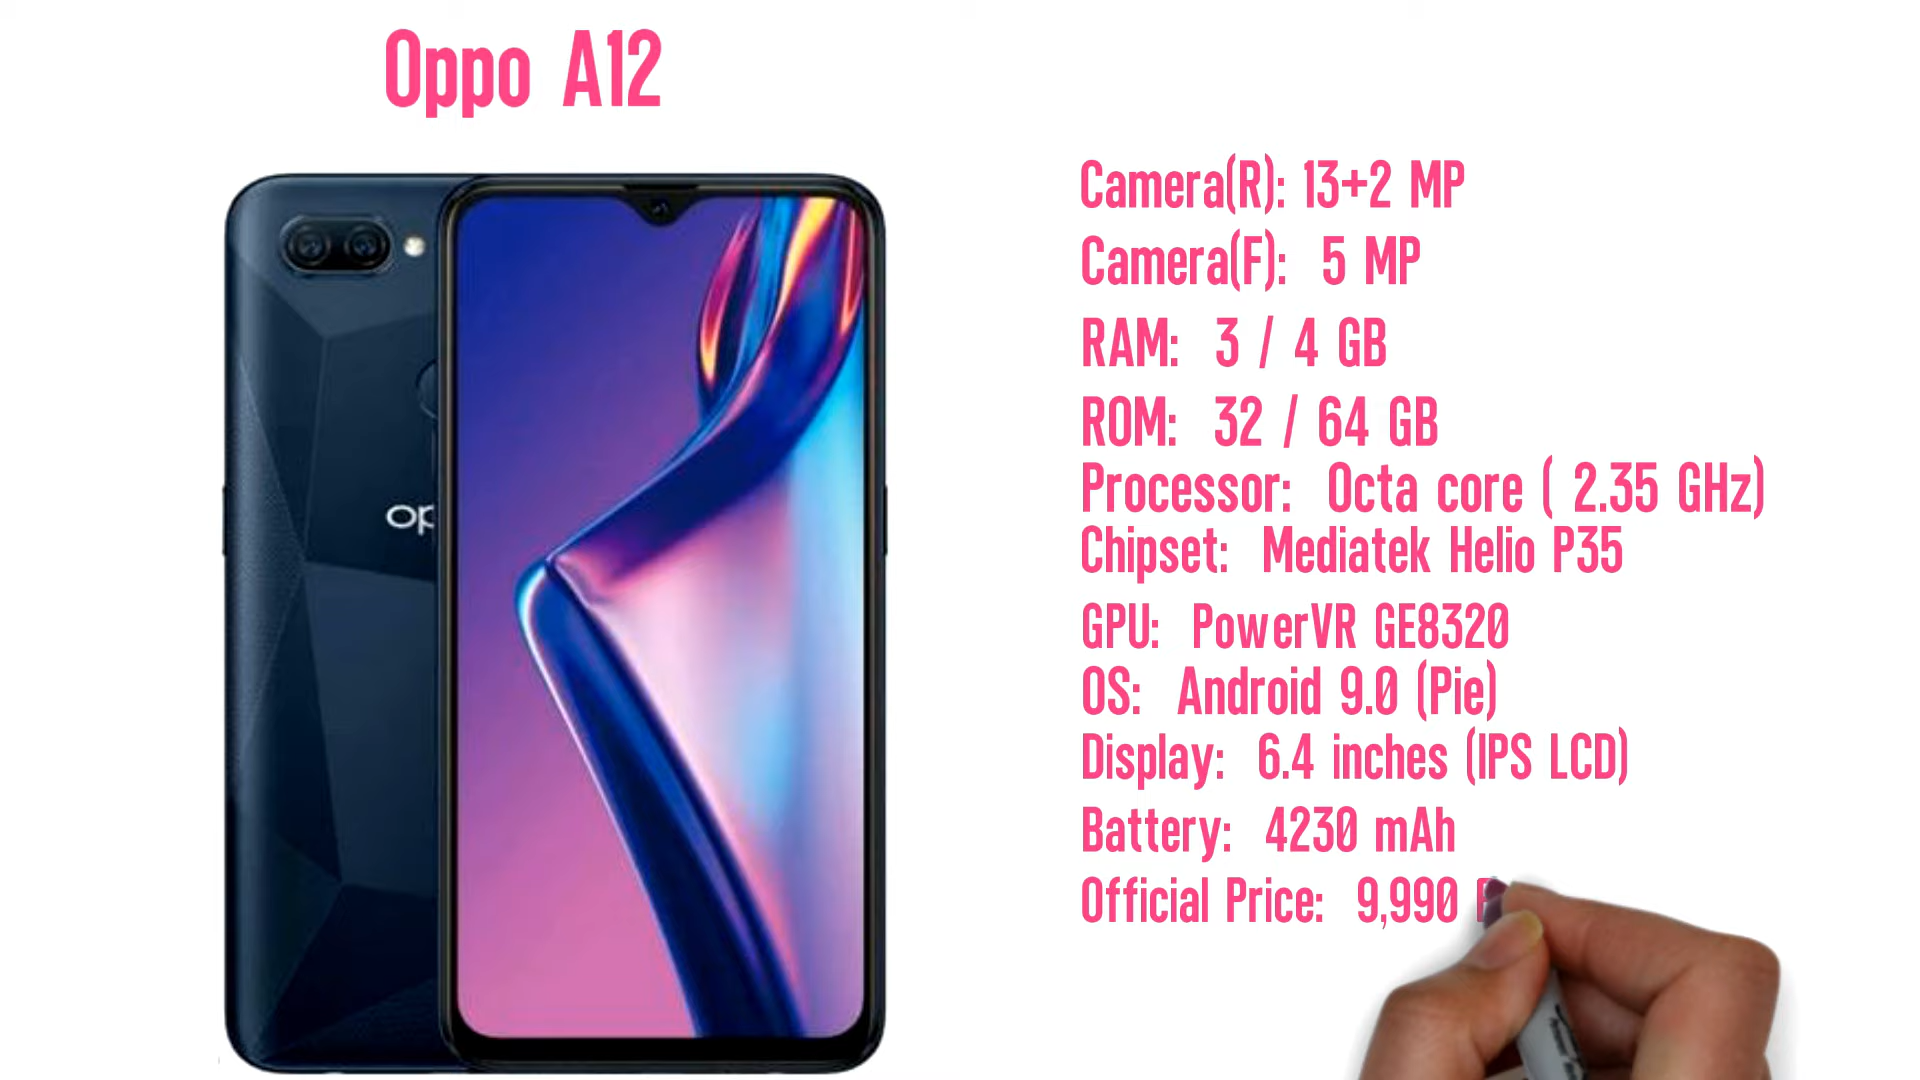 Oppo A12
Camera(R): 13+2 MP
Camera(F): 5 MP
RAM: 3 / 4 GB
ROM: 32 / 64 GB
Processor: Octa core ( 2.35 GHz)
Chipset: Mediatek Helio P35
GPU: PowerVR GE8320
OS: Android 9.0 (Pie)
Display: 6.4 inches (IPS LCD)
Battery: 4230 mAh
Official Price: 9,990
op